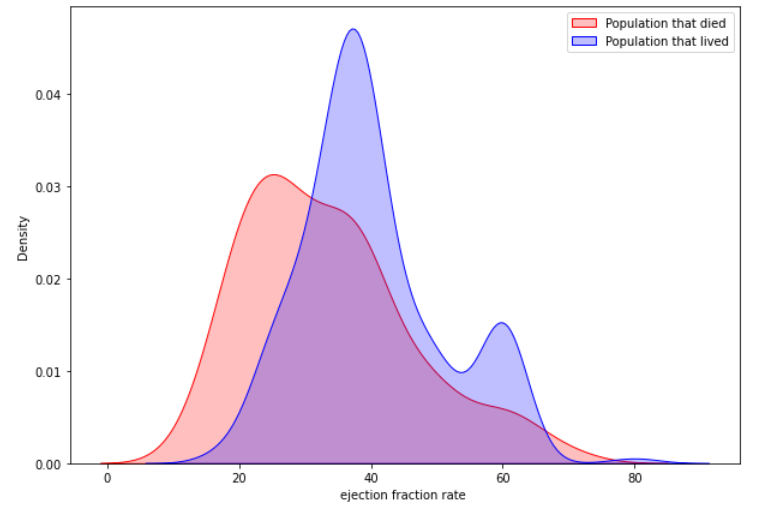 Population that died
Population that lived
0.04
0.03
0.02
0.01
0.00
Density
0
20
40
60
80
ejection fraction rate